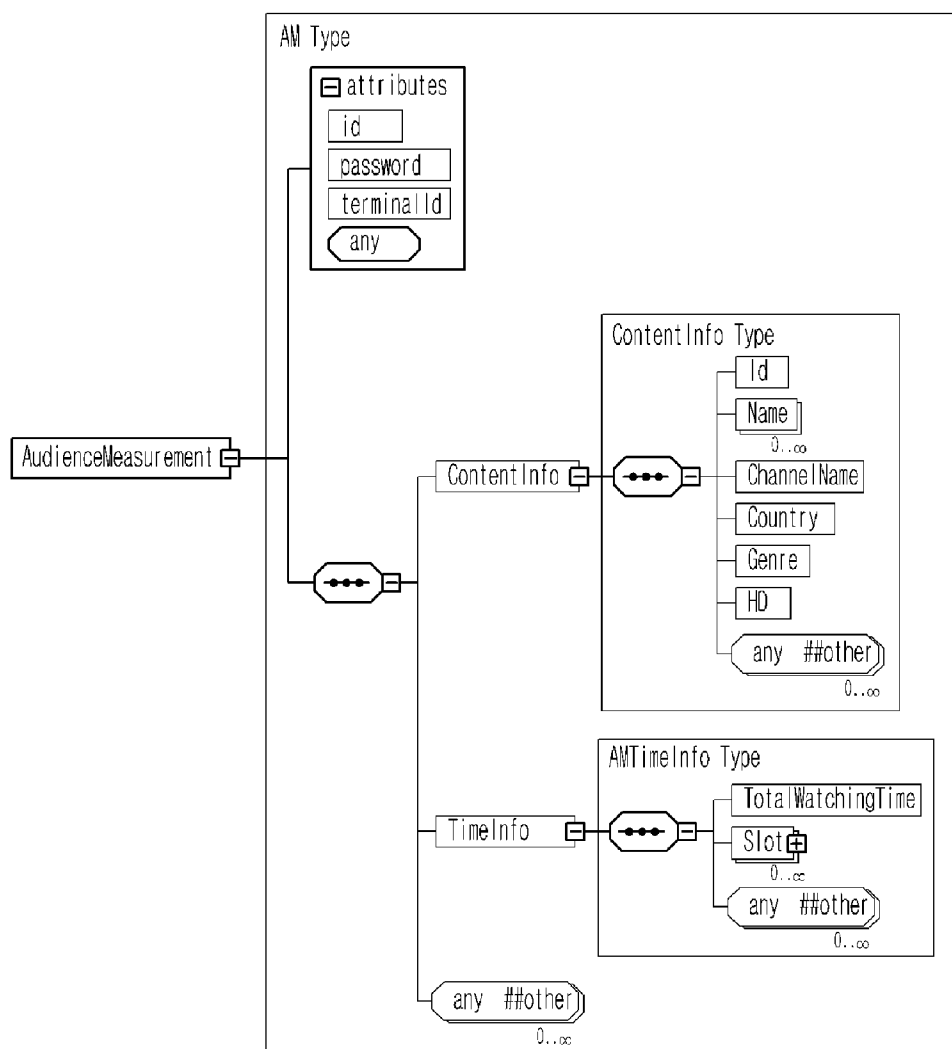 AM Type
attributes
id
password
terminalId
any
ContentInfo Type
Id
Name
0..∞
AudienceMeasurement
ContentInfo
ChannelName
Country
Genre
HD
any ##other
0..∞
AMTimeInfo Type
TotalWatchingTime
TimeInfo
Slot
0..∞
any ##other
0..∞
any ##other
0..∞